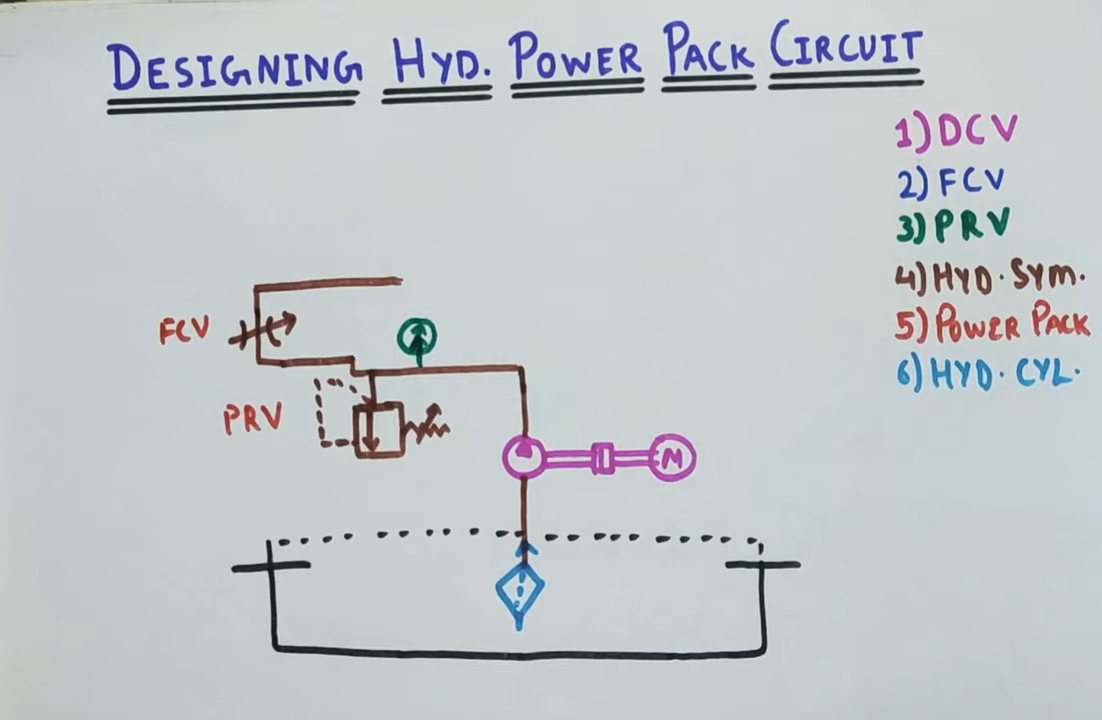 DESIGNING HYD. POWER PACK CIRCUIT
1) DCV
2) FCV
3) PRV
4) HYD. SYM.
5) POWER PACK
6) HYD. CYL.
FCV
PRV
M